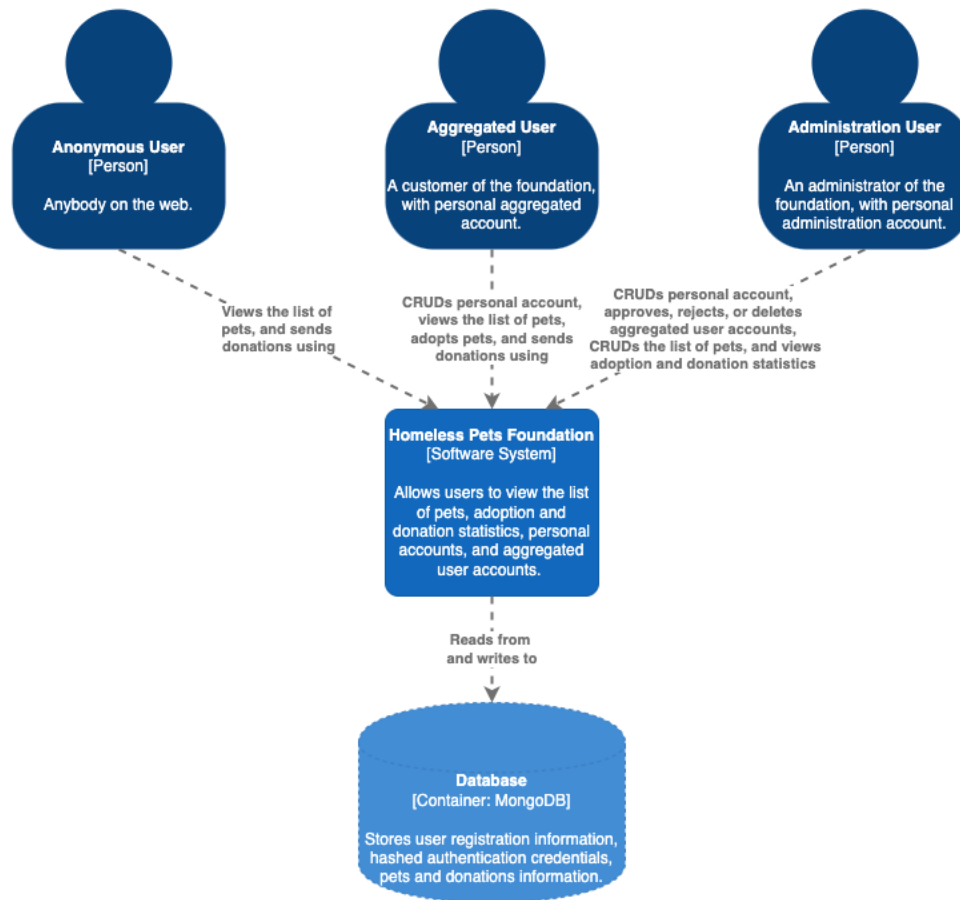 Anonymous User
[Person]
Anybody on the web.
Aggregated User
[Person]
A customer of the foundation,
with personal aggregated
account.
Administration User
[Person]
An administrator of the
foundation, with personal
administration account.
Views the list of
pets, and sends
donations using
CRUDs personal account,
views the list of pets,
adopts pets, and sends
donations using
CRUDs personal account,
approves, rejects, or deletes
aggregated user accounts,
CRUDs the list of pets, and views
adoption and donation statistics
Homeless Pets Foundation
[Software System]
Allows users to view the list
of pets, adoption and
donation statistics, personal
accounts, and aggregated
user accounts.
Reads from
and writes to
Database
[Container: MongoDB]
Stores user registration information,
hashed authentication credentials,
pets and donations information.